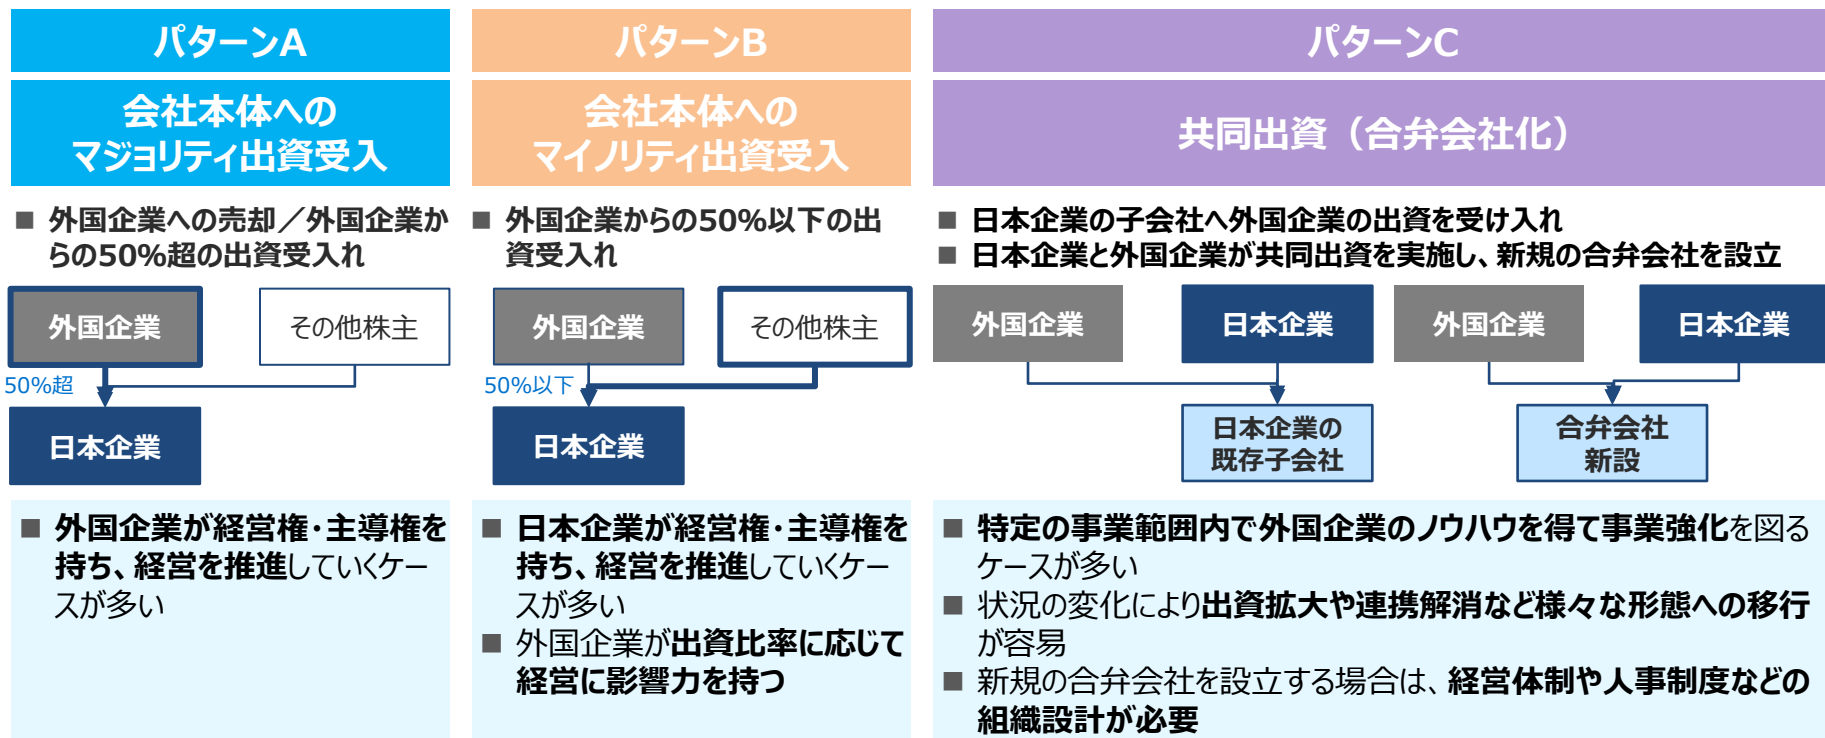 パターンA
会社本体への
マジョリティ出資受入
■ 外国企業への売却／外国企業か
らの50%超の出資受入れ
外国企業
その他株主
50%超
日本企業
■ 外国企業が経営権・主導権を
持ち、経営を推進していくケー
スが多い
パターンB
会社本体への
マイノリティ出資受入
■ 外国企業からの50%以下の出
資受入れ
外国企業
その他株主
50%以下
日本企業
■ 日本企業が経営権・主導権を
持ち、経営を推進していくケー
スが多い
■ 外国企業が出資比率に応じて
経営に影響力を持つ
パターンC
共同出資（合弁会社化）
■ 日本企業の子会社へ外国企業の出資を受け入れ
■ 日本企業と外国企業が共同出資を実施し、新規の合弁会社を設立
外国企業
日本企業
日本企業の
既存子会社
外国企業
日本企業
合弁会社
新設
■ 特定の事業範囲内で外国企業のノウハウを得て事業強化を図る
ケースが多い
■ 状況の変化により出資拡大や連携解消など様々な形態への移行
が容易
■ 新規の合弁会社を設立する場合は、経営体制や人事制度などの
組織設計が必要